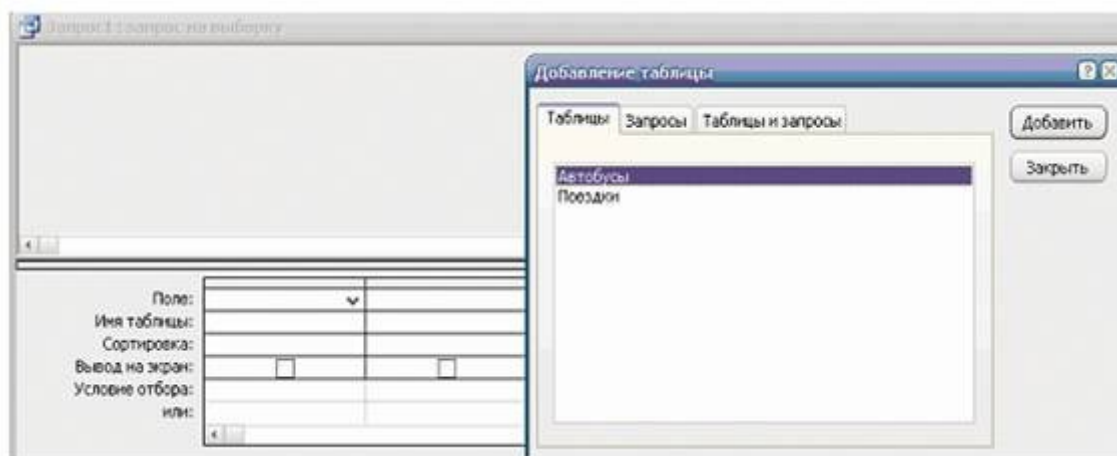 Запрос1 : запрос на выборку
Добавление таблицы
Таблицы Запросы Таблицы и запросы
Добавить
Закрыть
Автобусы
Поездки
Поле:
Имя таблицы:
Сортировка:
Вывод на экран:
Условие отбора:
или: